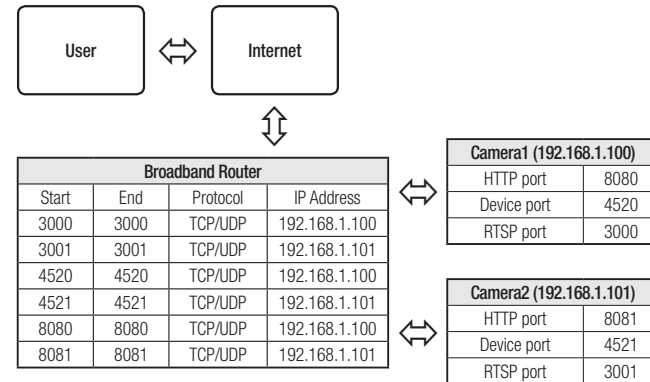 User
Internet
Broadband Router
Start End Protocol IP Address
3000 3000 TCP/UDP 192.168.1.100
3001 3001 TCP/UDP 192.168.1.101
4520 4520 TCP/UDP 192.168.1.100
4521 4521 TCP/UDP 192.168.1.101
8080 8080 TCP/UDP 192.168.1.100
8081 8081 TCP/UDP 192.168.1.101
Camera1 (192.168.1.100)
HTTP port 8080
Device port 4520
RTSP port 3000
Camera2 (192.168.1.101)
HTTP port 8081
Device port 4521
RTSP port 3001